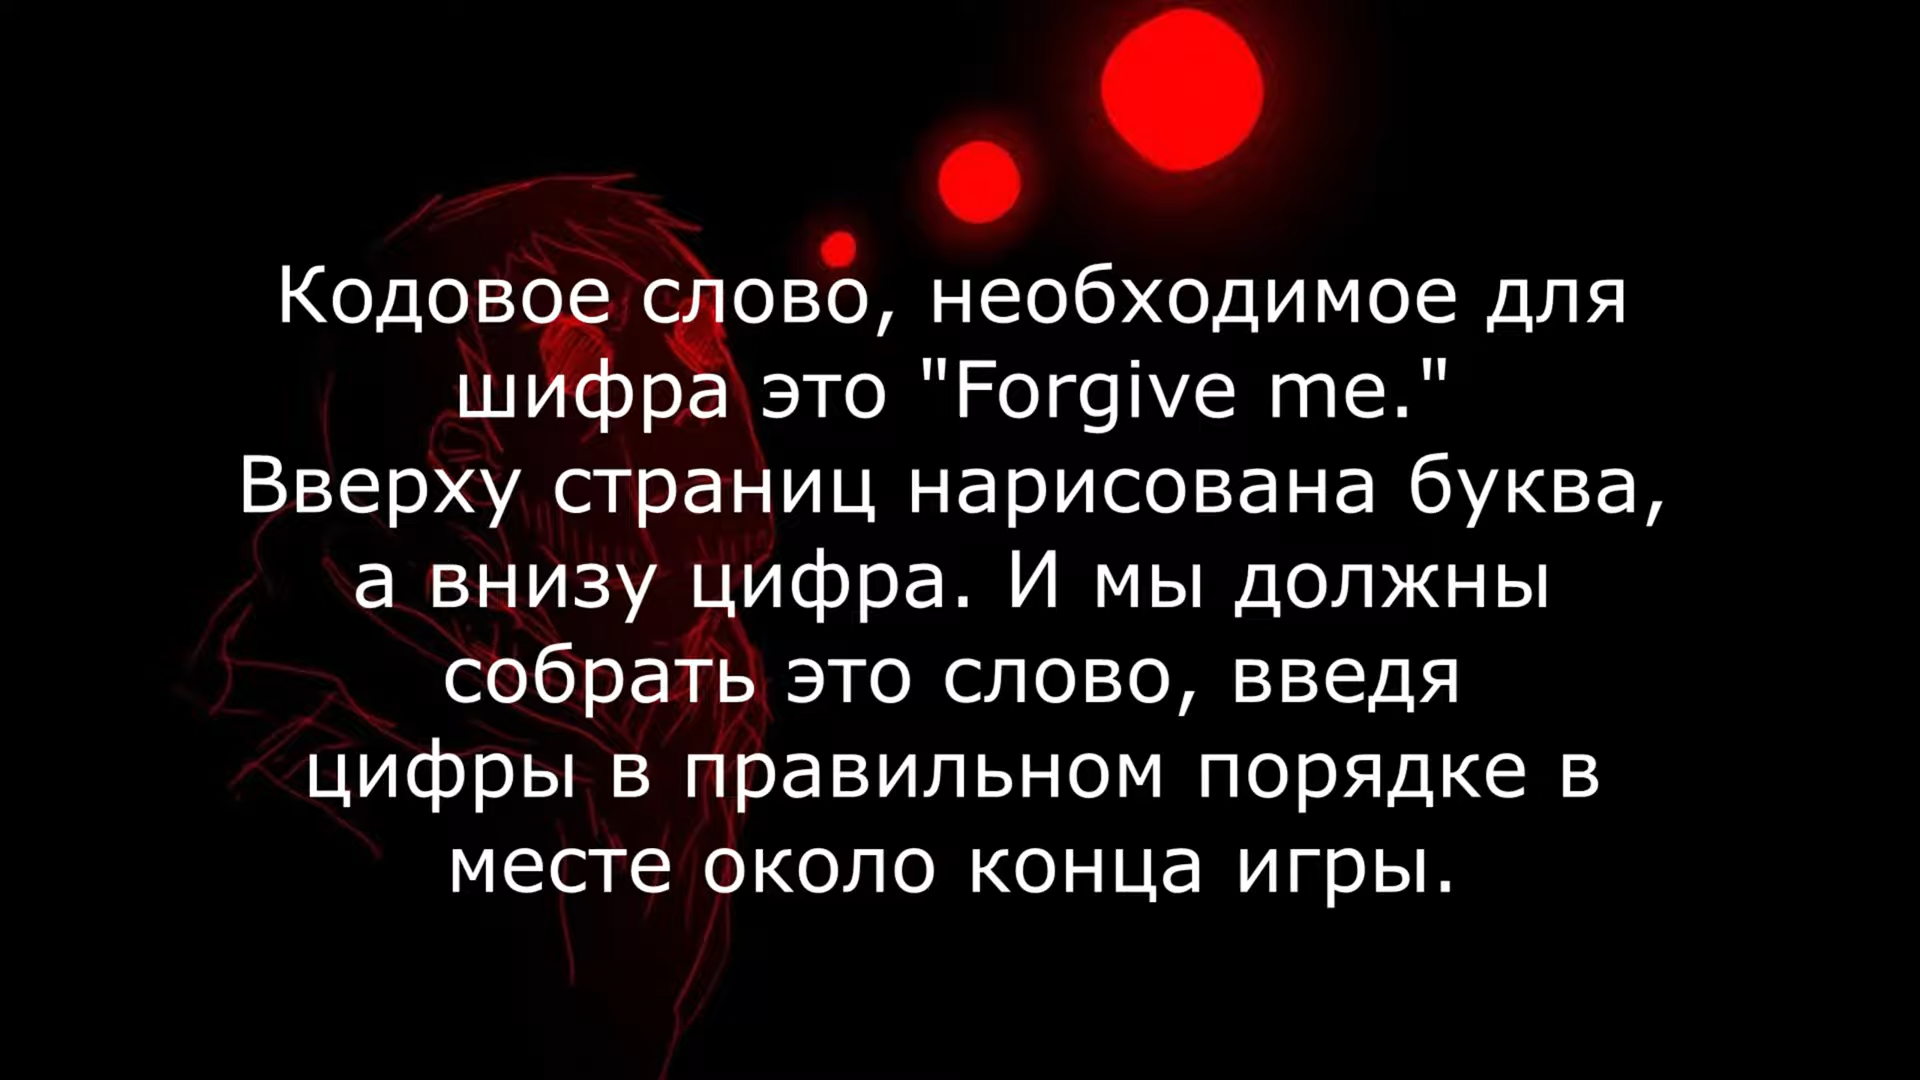 Кодовое слово, необходимое для
шифра это "Forgive me."
Вверху страниц нарисована буква,
а внизу цифра. И мы должны
собрать это слово, введя
цифры в правильном порядке в
месте около конца игры.